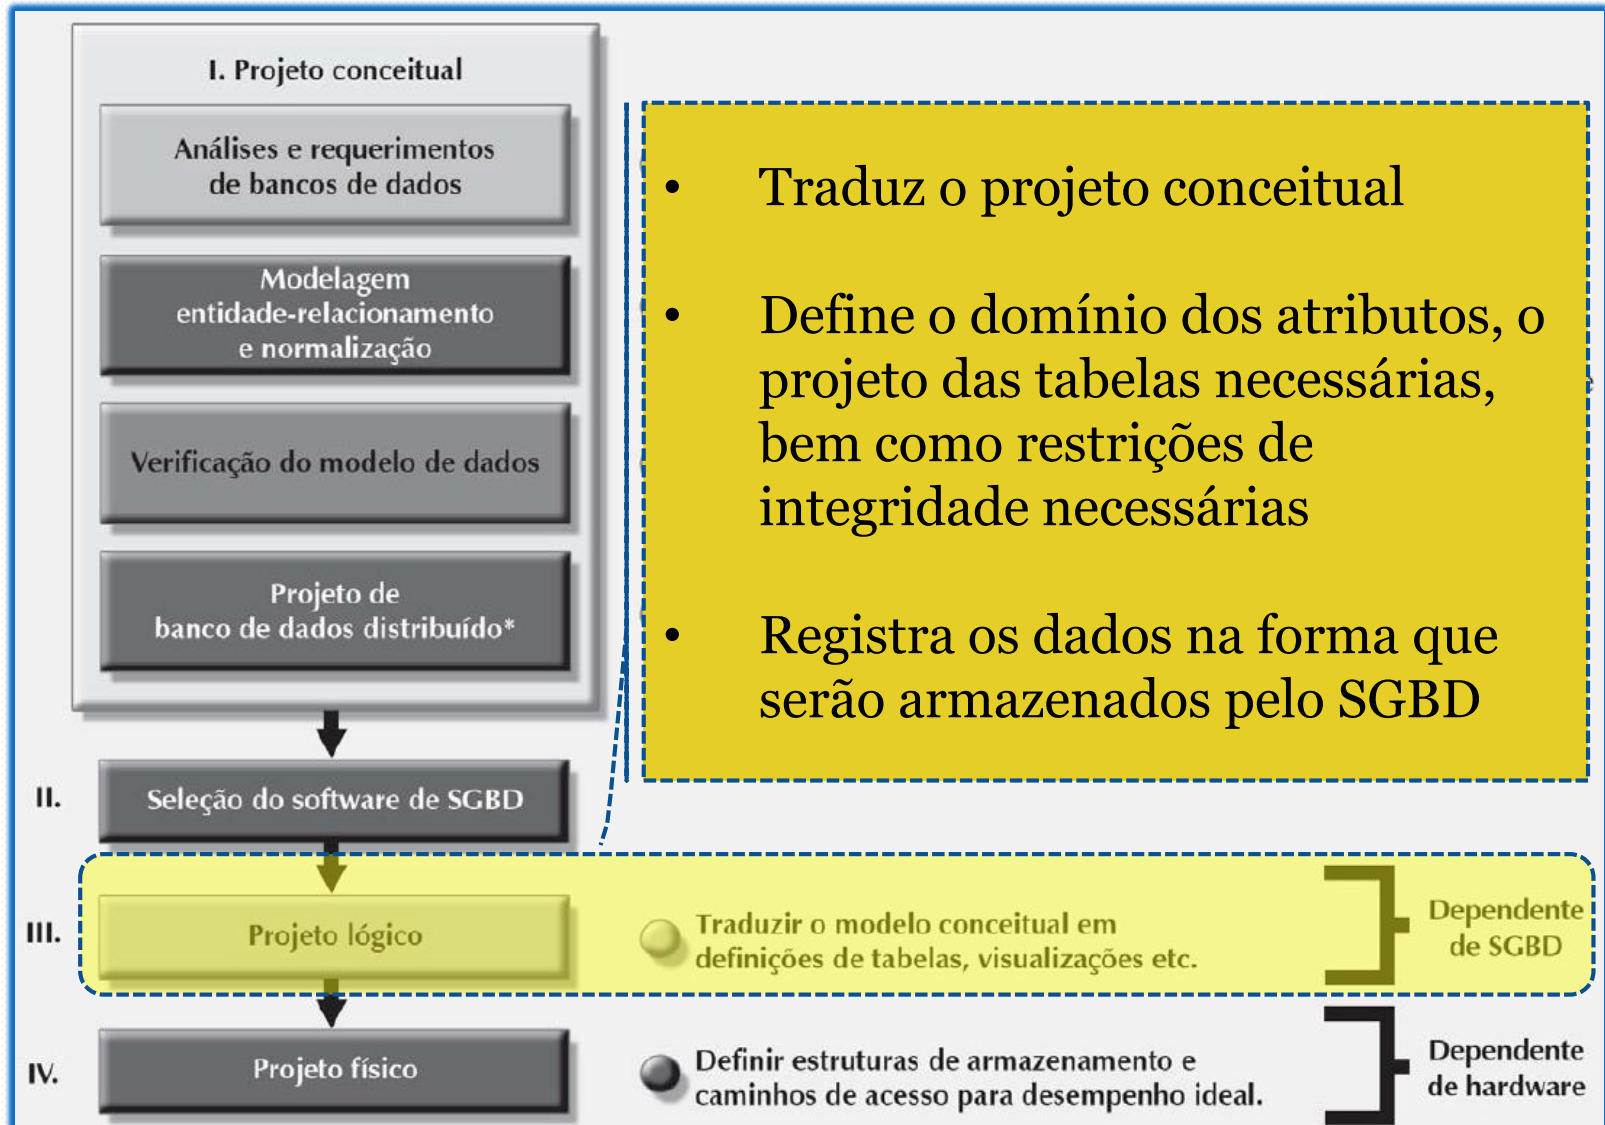 I. Projeto conceitual
Análises e requerimentos
de bancos de dados
Modelagem
entidade-relacionamento
e normalização
Verificação do modelo de dados
Projeto de
banco de dados distribuído*
• Traduz o projeto conceitual
• Define o domínio dos atributos, o
projeto das tabelas necessárias,
bem como restrições de
integridade necessárias
• Registra os dados na forma que
serão armazenados pelo SGBD
II. Seleção do software de SGBD
III. Projeto lógico
Traduzir o modelo conceitual em
definições de tabelas, visualizações etc.
Dependente
de SGBD
IV. Projeto físico
Definir estruturas de armazenamento e
caminhos de acesso para desempenho ideal.
Dependente
de hardware